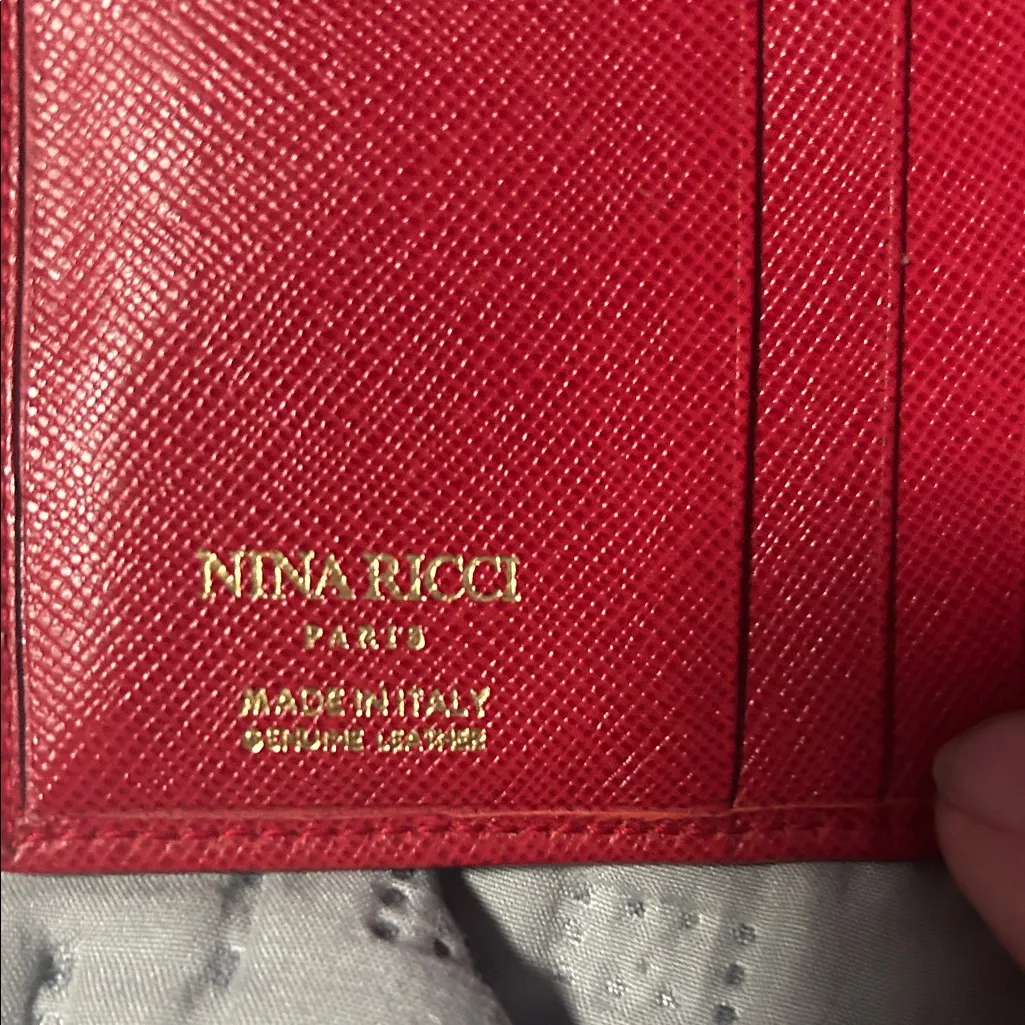 NINA RICCI
PARIS
MADE IN ITALY
GENUINE LEATHER